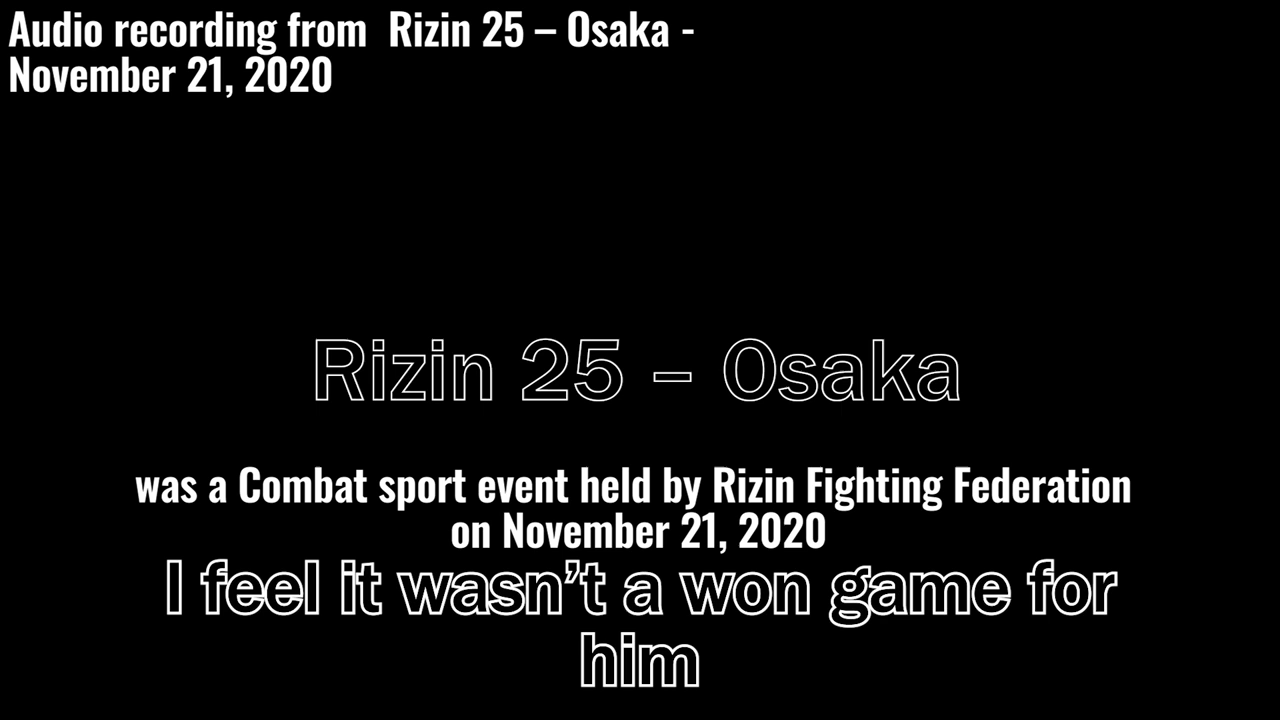 Audio recording from  Rizin 25 – Osaka -
November 21, 2020
Rizin 25 – Osaka
was a Combat sport event held by Rizin Fighting Federation
on November 21, 2020
I feel it wasn’t a won game for
him